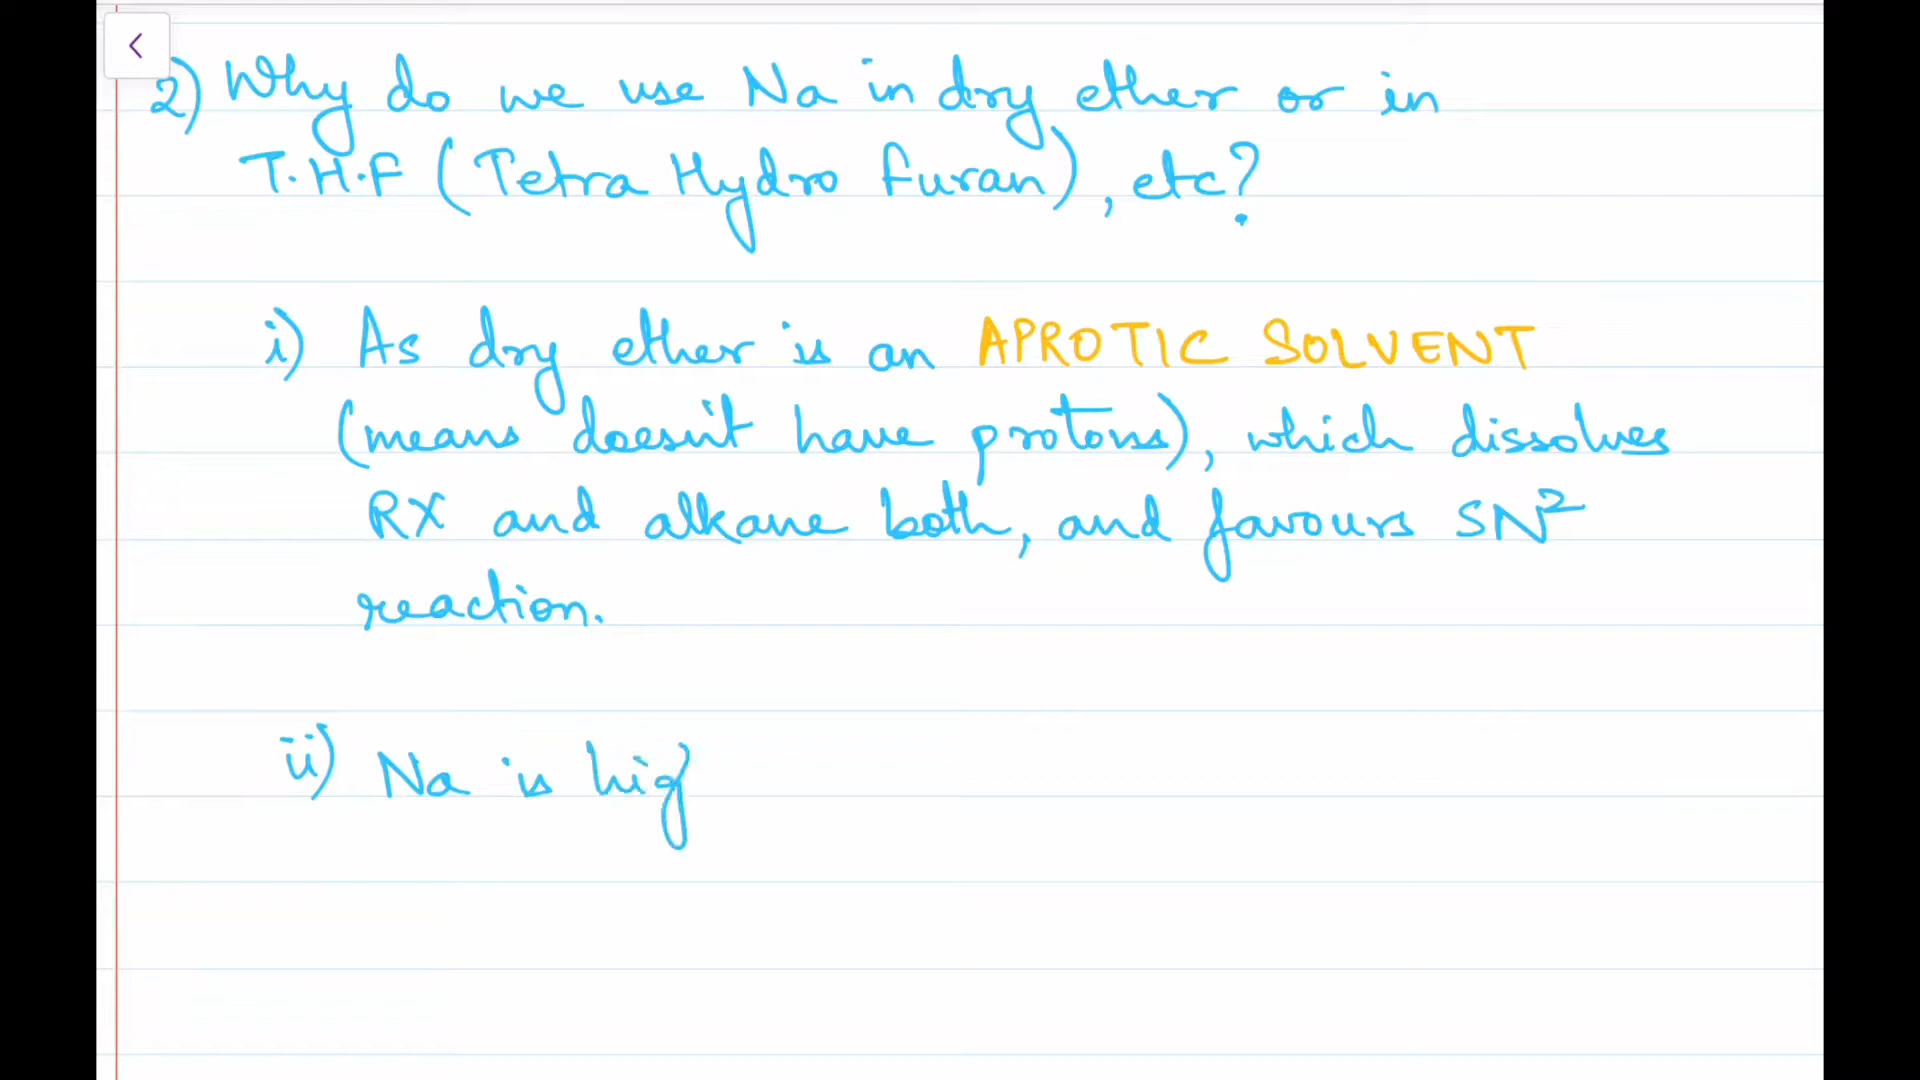 2) Why do we use Na in dry ether or in
T.H.F (Tetra Hydro furan), etc?
i) As dry ether is an APROTIC SOLVENT
(means doesn't have protons), which dissolves
RX and alkane both, and favours SN²
reaction.
ii) Na is hig